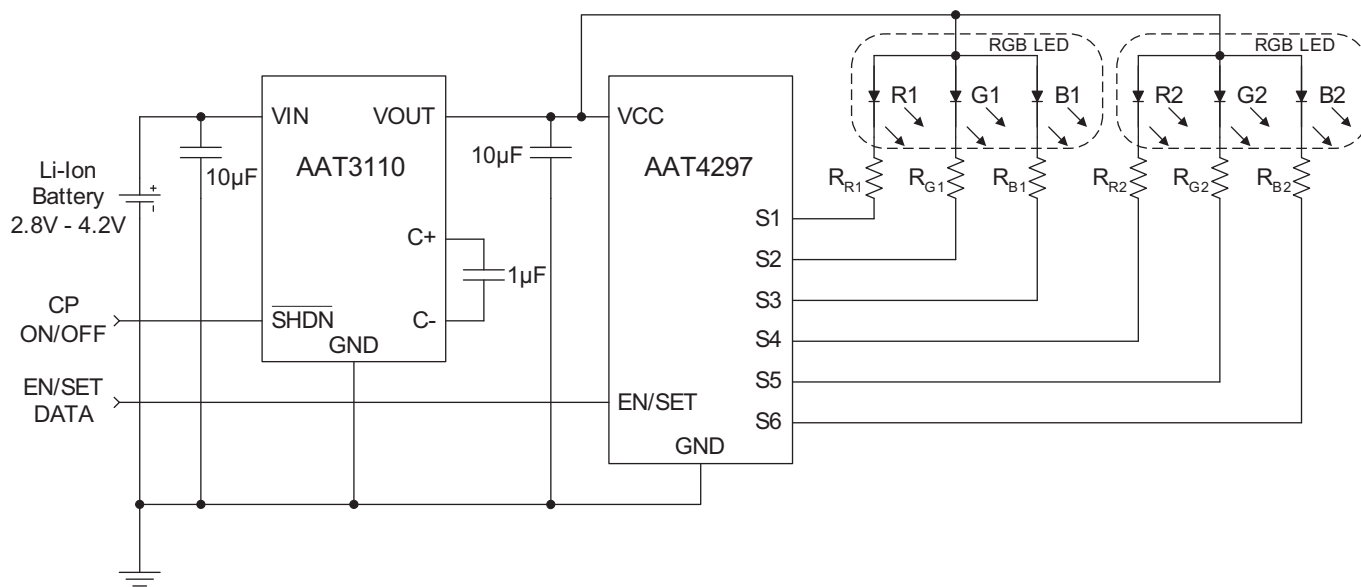 RGB LED
RGB LED
R1
G1
B1
R2
G2
B2
VIN
VOUT
VCC
10µF
AAT3110
10µF
AAT4297
Li-Ion
Battery
2.8V - 4.2V
+
-
R_R1
R_G1
R_B1
R_R2
R_G2
R_B2
S1
C+
S2
1µF
S3
CP
ON/OFF
SHDN
C-
S4
GND
S5
EN/SET
DATA
EN/SET
S6
GND